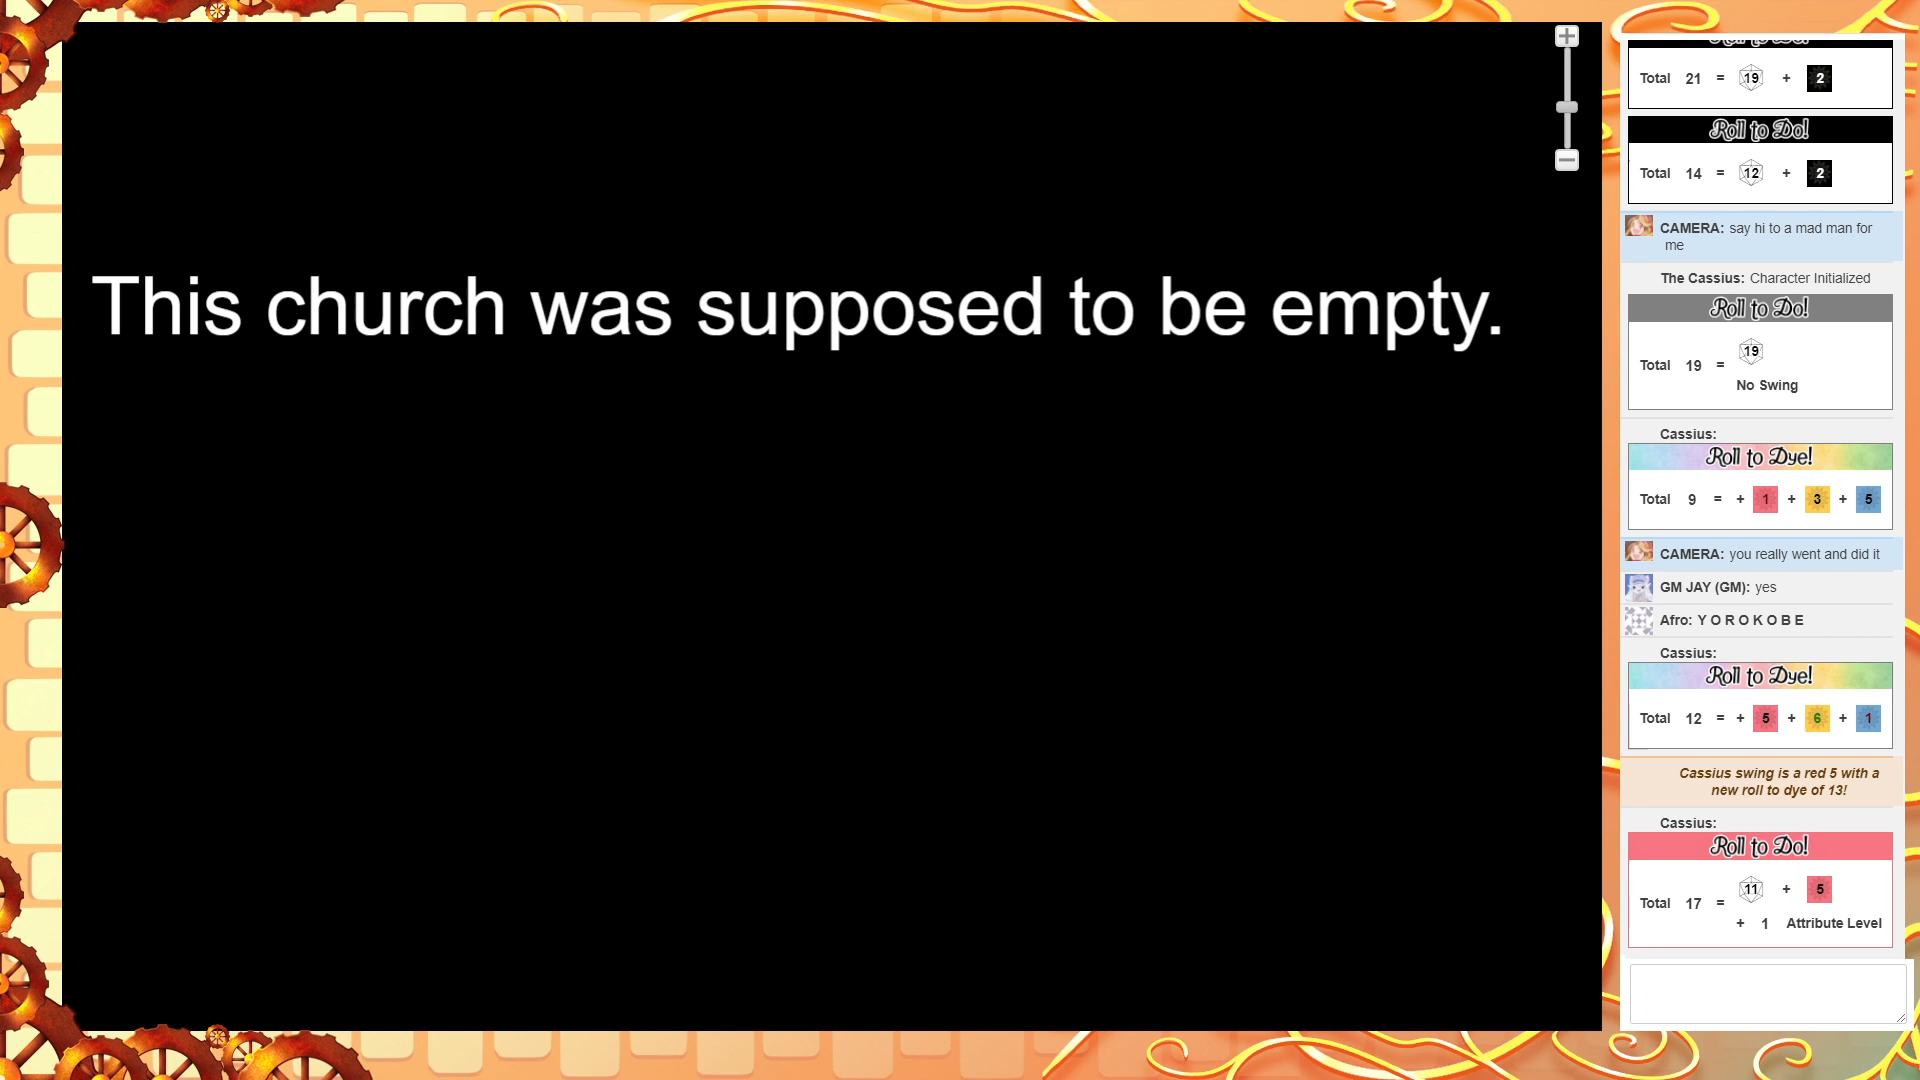 This church was supposed to be empty.
Total 21 = 19 + 2
Roll to Do!
Total 14 = 12 + 2
CAMERA: say hi to a mad man for
me
The Cassius: Character Initialized
Roll to Do!
19
Total 19 =
No Swing
Cassius:
Roll to Dye!
Total 9 = + 1 + 3 + 5
CAMERA: you really went and did it
GM JAY (GM): yes
Afro: Y O R O K O B E
Cassius:
Roll to Dye!
Total 12 = + 5 + 6 + 1
Cassius swing is a red 5 with a
new roll to dye of 13!
Cassius:
Roll to Do!
11 + 5
Total 17 =
+ 1 Attribute Level